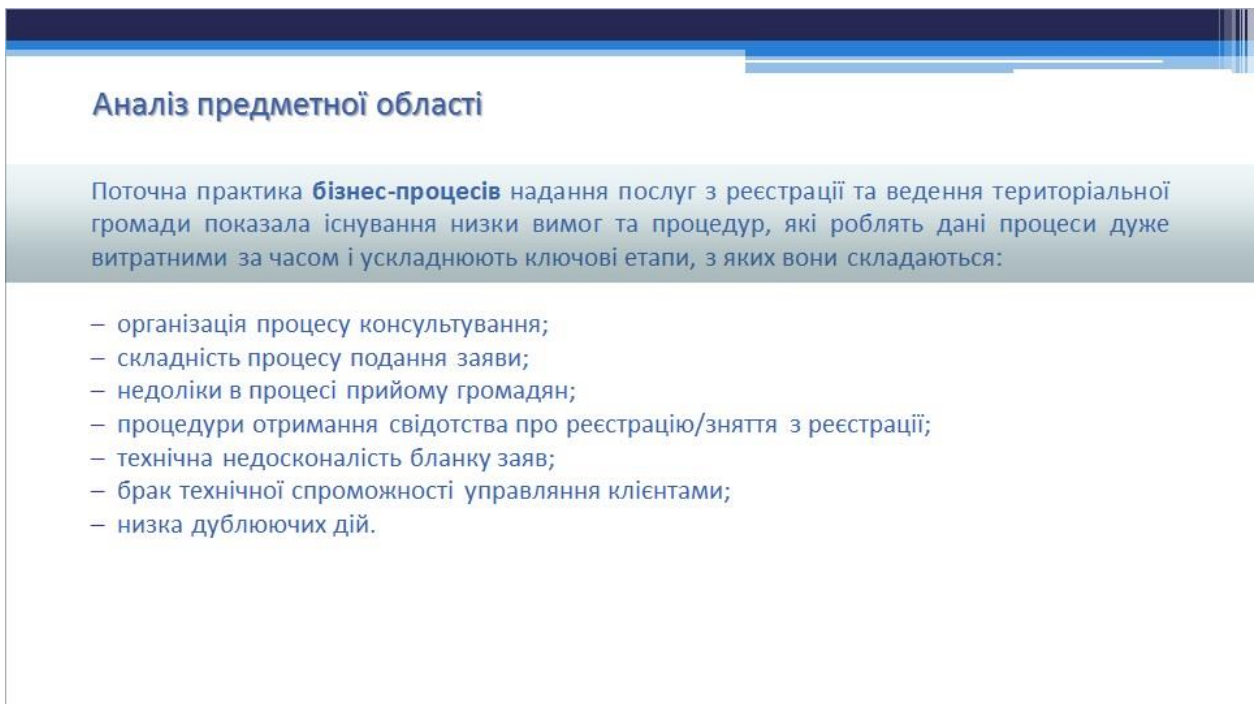 Аналіз предметної області
Поточна практика бізнес-процесів надання послуг з реєстрації та ведення територіальної
громади показала існування низки вимог та процедур, які роблять дані процеси дуже
витратними за часом і ускладнюють ключові етапи, з яких вони складаються:
– організація процесу консультування;
– складність процесу подання заяви;
– недоліки в процесі прийому громадян;
– процедури отримання свідотства про реєстрацію/зняття з реєстрації;
– технічна недосконалість бланку заяв;
– брак технічної спроможності управляння клієнтами;
– низка дублюючих дій.